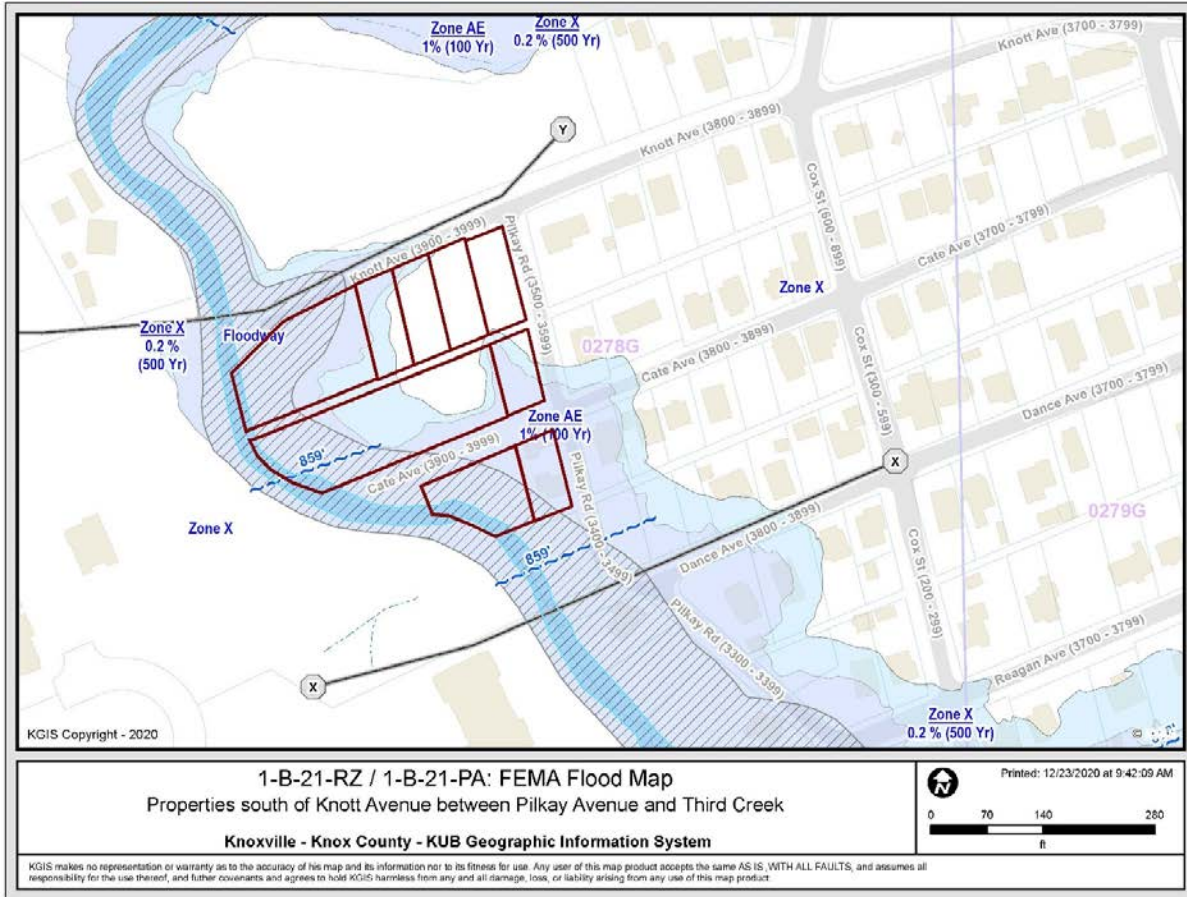 Zone AE
1% (100 Yr)
Zone X
0.2 % (500 Yr)
Knott Ave (3700 - 3799)
Y
Knott Ave (3800 - 3899)
Cox St (600 - 899)
Cate Ave (3700 - 3799)
Knott Ave (3900 - 3999)
Pilkay Rd (3500 - 3599)
Zone X
Zone X
0.2 %
(500 Yr)
Floodway
0278G
Cate Ave (3800 - 3899)
Cox St (300 - 599)
Dance Ave (3700 - 3799)
Zone AE
1% (100 Yr)
859'
Cate Ave (3900 - 3999)
Pilkay Rd (3400 - 3499)
X
Zone X
0279G
859'
Dance Ave (3800 - 3899)
Cox St (200 - 299)
Pilkay Rd (3300 - 3399)
Reagan Ave (3700 - 3799)
X
Zone X
0.2 % (500 Yr)
KGIS Copyright - 2020
©
1-B-21-RZ / 1-B-21-PA: FEMA Flood Map
Properties south of Knott Avenue between Pilkay Avenue and Third Creek
Knoxville - Knox County - KUB Geographic Information System
N
Printed: 12/23/2020 at 9:42:09 AM
0 70 140 280
ft
KGIS makes no representation or warranty as to the accuracy of his map and its information nor to its fitness for use. Any user of this map product accepts the same AS IS ,WITH ALL FAULTS, and assumes all
responsibility for the use thereof, and futher covenants and agrees to hold KGIS harmless from any and all damage, loss, or liability arising from any use of this map product.